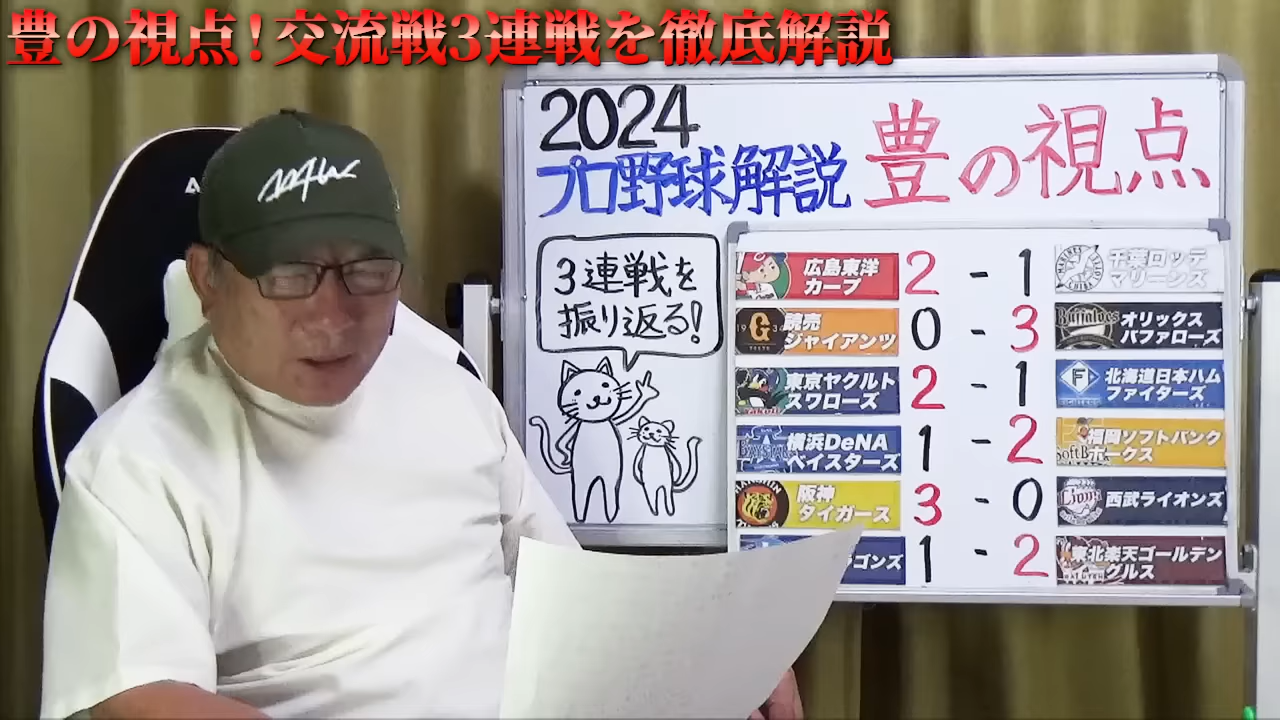 豊の視点!交流戦3連戦を徹底解説
2024
プロ野球解説
豊の視点
3連戦を
振り返る!
広島東洋
カープ
2 - 1
千葉ロッテ
マリーンズ
読売
ジャイアンツ
0 - 3
Buffaloes
オリックス
バファローズ
東京ヤクルト
スワローズ
2 - 1
北海道日本ハム
ファイターズ
横浜DeNA
ベイスターズ
1 - 2
福岡ソフトバンク
ホークス
阪神
タイガース
3 - 0
西武ライオンズ
ゴンズ
1 - 2
東北楽天ゴールデン
グルス